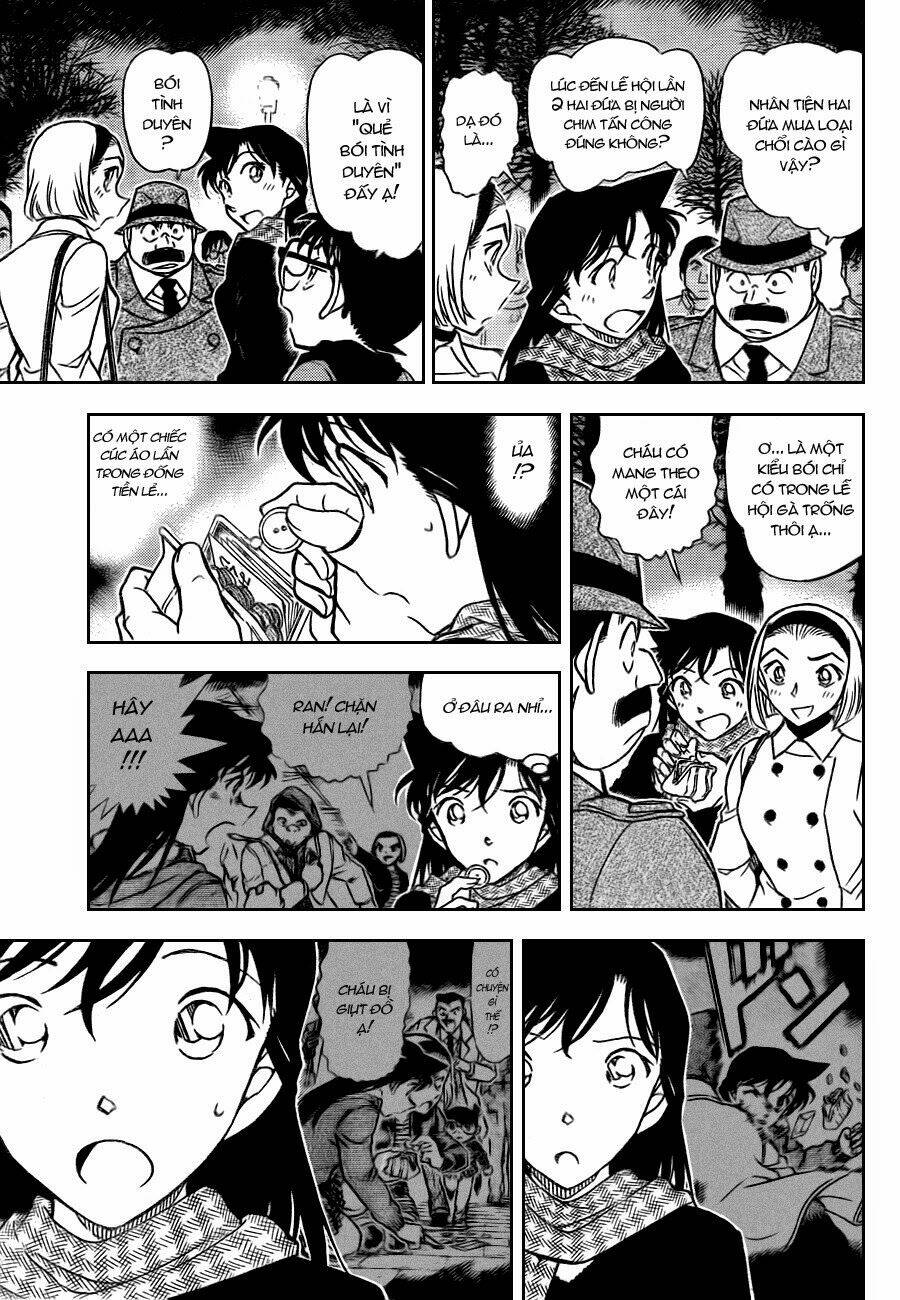 NHÂN TIỆN HAI
ĐỨA MUA LOẠI
CHỔI CÀO GÌ
VẬY?
LÚC ĐẾN LỄ HỘI LẦN
2 HAI ĐỨA BỊ NGƯỜI
CHIM TẤN CÔNG
ĐÚNG KHÔNG?
DẠ ĐÓ
LÀ...
LÀ VÌ
"QUẺ
BÓI TÌNH
DUYÊN"
ĐẤY Ạ!
BÓI
TÌNH
DUYÊN
?
Ơ... LÀ MỘT
KIỂU BÓI CHỈ
CÓ TRONG LỄ
HỘI GÀ TRỐNG
THÔI Ạ...
CHÁU CÓ
MANG THEO
MỘT CÁI
ĐÂY!
ỦA
!?
CÓ MỘT CHIẾC
CÚC ÁO LẪN
TRONG ĐỐNG
TIỀN LẺ...
Ở ĐÂU RA NHỈ...
RAN! CHẶN
HẮN LẠI!
HÂY
AAA
!!!
ドン
CÓ
CHUYỆN
GÌ
THẾ
!?
CHÁU BỊ
GIỰT ĐỒ
Ạ!